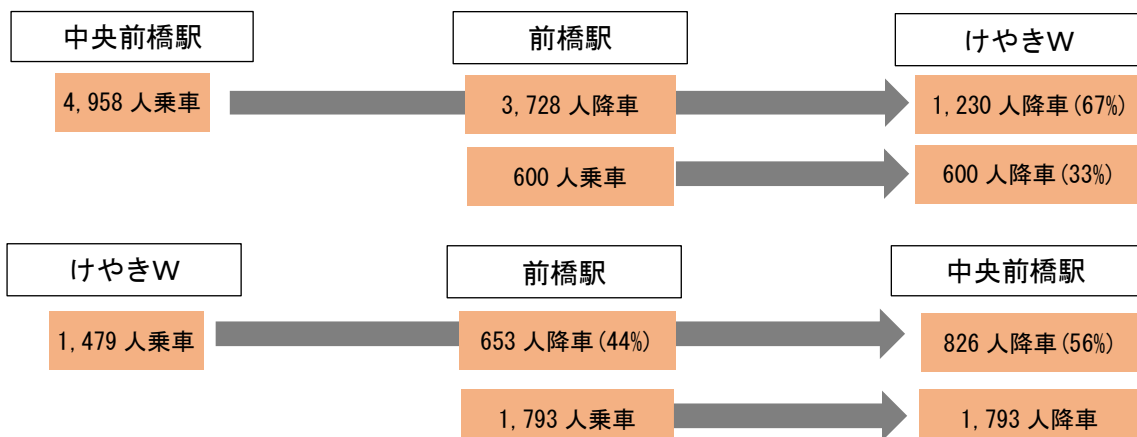 中央前橋駅
前橋駅
けやきW
4,958 人乗車
3,728 人降車
1,230 人降車(67%)
600 人乗車
600 人降車(33%)
けやきW
前橋駅
中央前橋駅
1,479 人乗車
653 人降車(44%)
826 人降車(56%)
1,793 人乗車
1,793 人降車